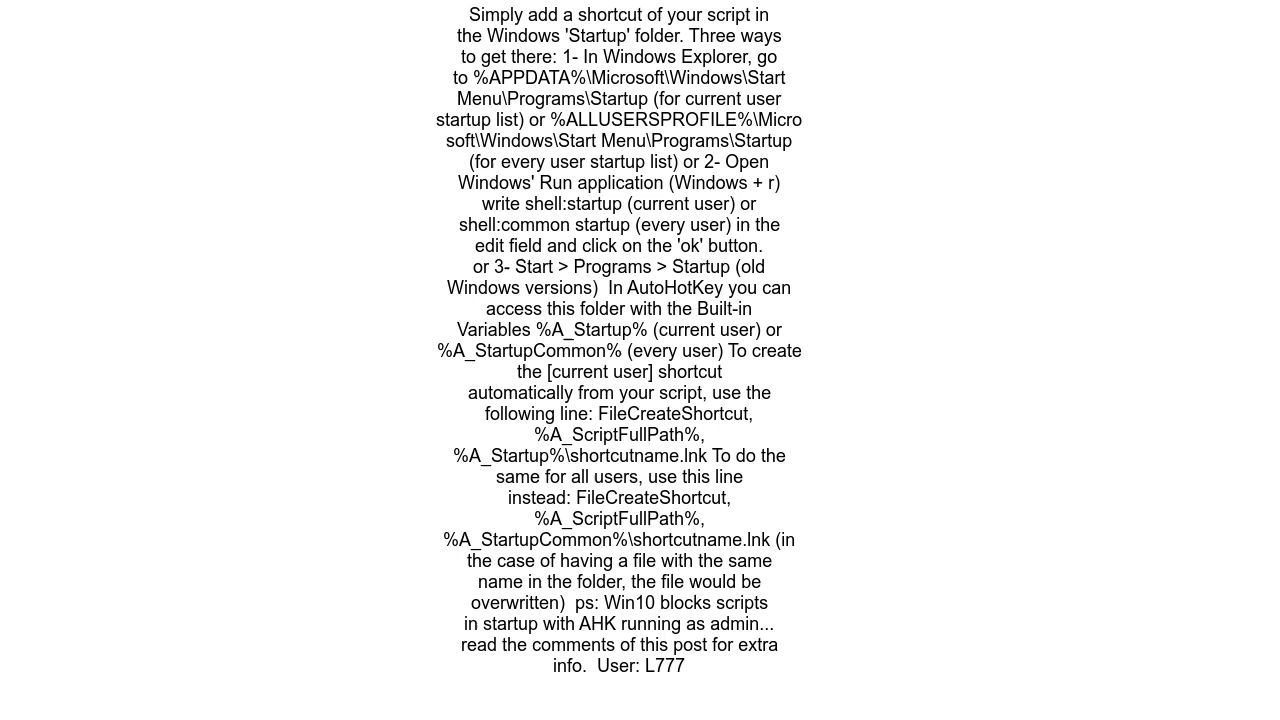 Simply add a shortcut of your script in
the Windows 'Startup' folder. Three ways
to get there: 1- In Windows Explorer, go
to %APPDATA%\Microsoft\Windows\Start
Menu\Programs\Startup (for current user
startup list) or %ALLUSERSPROFILE%\Micro
soft\Windows\Start Menu\Programs\Startup
(for every user startup list) or 2- Open
Windows' Run application (Windows + r)
write shell:startup (current user) or
shell:common startup (every user) in the
edit field and click on the 'ok' button.
or 3- Start > Programs > Startup (old
Windows versions)  In AutoHotKey you can
access this folder with the Built-in
Variables %A_Startup% (current user) or
%A_StartupCommon% (every user) To create
the [current user] shortcut
automatically from your script, use the
following line: FileCreateShortcut,
%A_ScriptFullPath%,
%A_Startup%\shortcutname.lnk To do the
same for all users, use this line
instead: FileCreateShortcut,
%A_ScriptFullPath%,
%A_StartupCommon%\shortcutname.lnk (in
the case of having a file with the same
name in the folder, the file would be
overwritten)  ps: Win10 blocks scripts
in startup with AHK running as admin...
read the comments of this post for extra
info.  User: L777